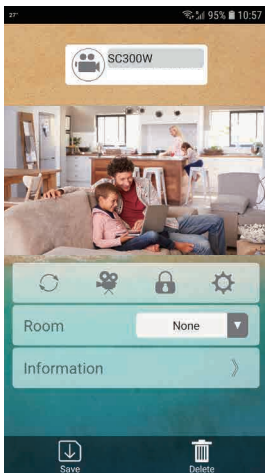 27°
95% 10:57
SC300W
Room
None
Information
Save
Delete